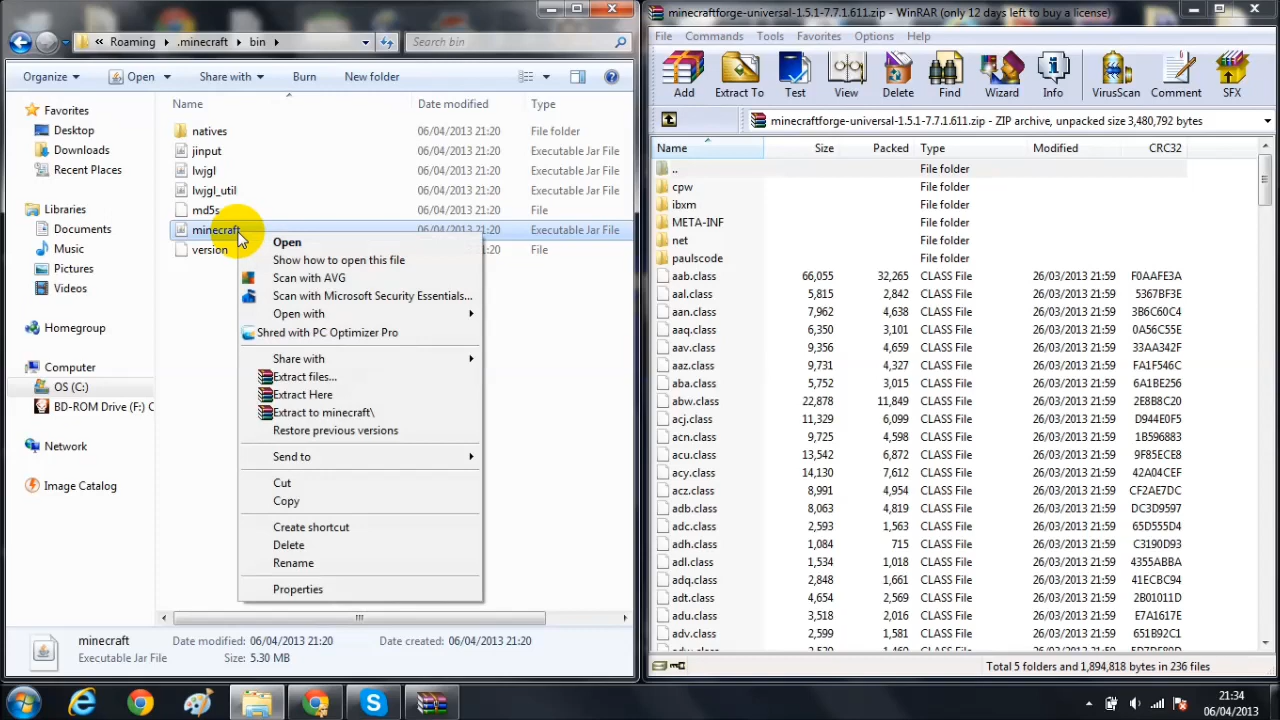 Roaming
.minecraft
bin
Search bin
Organize
Open
Share with
Burn
New folder
Name
Date modified
Type
Favorites
Desktop
Downloads
Recent Places
Libraries
Documents
Music
Pictures
Videos
Homegroup
Computer
OS (C:)
BD-ROM Drive (F:) C
Network
Image Catalog
natives 06/04/2013 21:20 File folder
jinput 06/04/2013 21:20 Executable Jar File
lwjgl 06/04/2013 21:20 Executable Jar File
lwjgl_util 06/04/2013 21:20 Executable Jar File
md5s 06/04/2013 21:20 File
minecraft 06/04/2013 21:20 Executable Jar File
version 21:20 File
Open
Show how to open this file
Scan with AVG
Scan with Microsoft Security Essentials...
Open with
Shred with PC Optimizer Pro
Share with
Extract files...
Extract Here
Extract to minecraft\
Restore previous versions
Send to
Cut
Copy
Create shortcut
Delete
Rename
Properties
minecraft Date modified: 06/04/2013 21:20 Date created: 06/04/2013 21:20
Executable Jar File Size: 5.30 MB
minecraftforge-universal-1.5.1-7.7.1.611.zip - WinRAR (only 12 days left to buy a license)
File Commands Tools Favorites Options Help
Add Extract To Test View Delete Find Wizard Info VirusScan Comment SFX
minecraftforge-universal-1.5.1-7.7.1.611.zip - ZIP archive, unpacked size 3,480,792 bytes
Name Size Packed Type Modified CRC32
.. File folder
cpw File folder
ibxm File folder
META-INF File folder
net File folder
paulscode File folder
aab.class 66,055 32,265 CLASS File 26/03/2013 21:59 F0AAFE3A
aal.class 5,815 2,842 CLASS File 26/03/2013 21:59 5367BF3E
aan.class 7,962 4,638 CLASS File 26/03/2013 21:59 3B6C60C4
aaq.class 6,350 3,101 CLASS File 26/03/2013 21:59 0A56C55E
aav.class 9,356 4,659 CLASS File 26/03/2013 21:59 33AA342F
aaz.class 9,731 4,327 CLASS File 26/03/2013 21:59 FA1F546C
aba.class 5,752 3,015 CLASS File 26/03/2013 21:59 6A1BE256
abw.class 22,878 11,849 CLASS File 26/03/2013 21:59 2E8B8C20
acj.class 11,329 6,099 CLASS File 26/03/2013 21:59 D944E0F5
acn.class 9,725 4,598 CLASS File 26/03/2013 21:59 1B596883
acu.class 13,542 6,872 CLASS File 26/03/2013 21:59 9F85ECE8
acy.class 14,130 7,612 CLASS File 26/03/2013 21:59 42A04CEF
acz.class 8,991 4,954 CLASS File 26/03/2013 21:59 CF2AE7DC
adb.class 8,063 4,819 CLASS File 26/03/2013 21:59 DC3D9597
adc.class 2,593 1,563 CLASS File 26/03/2013 21:59 65D555D4
adh.class 1,084 715 CLASS File 26/03/2013 21:59 C3190D93
adl.class 1,534 1,018 CLASS File 26/03/2013 21:59 4355ABBA
adq.class 2,848 1,661 CLASS File 26/03/2013 21:59 41ECBC94
adt.class 4,654 2,569 CLASS File 26/03/2013 21:59 2B01011D
adu.class 3,518 2,016 CLASS File 26/03/2013 21:59 E7A1617E
adv.class 2,599 1,581 CLASS File 26/03/2013 21:59 651B92C1
Total 5 folders and 1,894,818 bytes in 236 files
21:34
06/04/2013